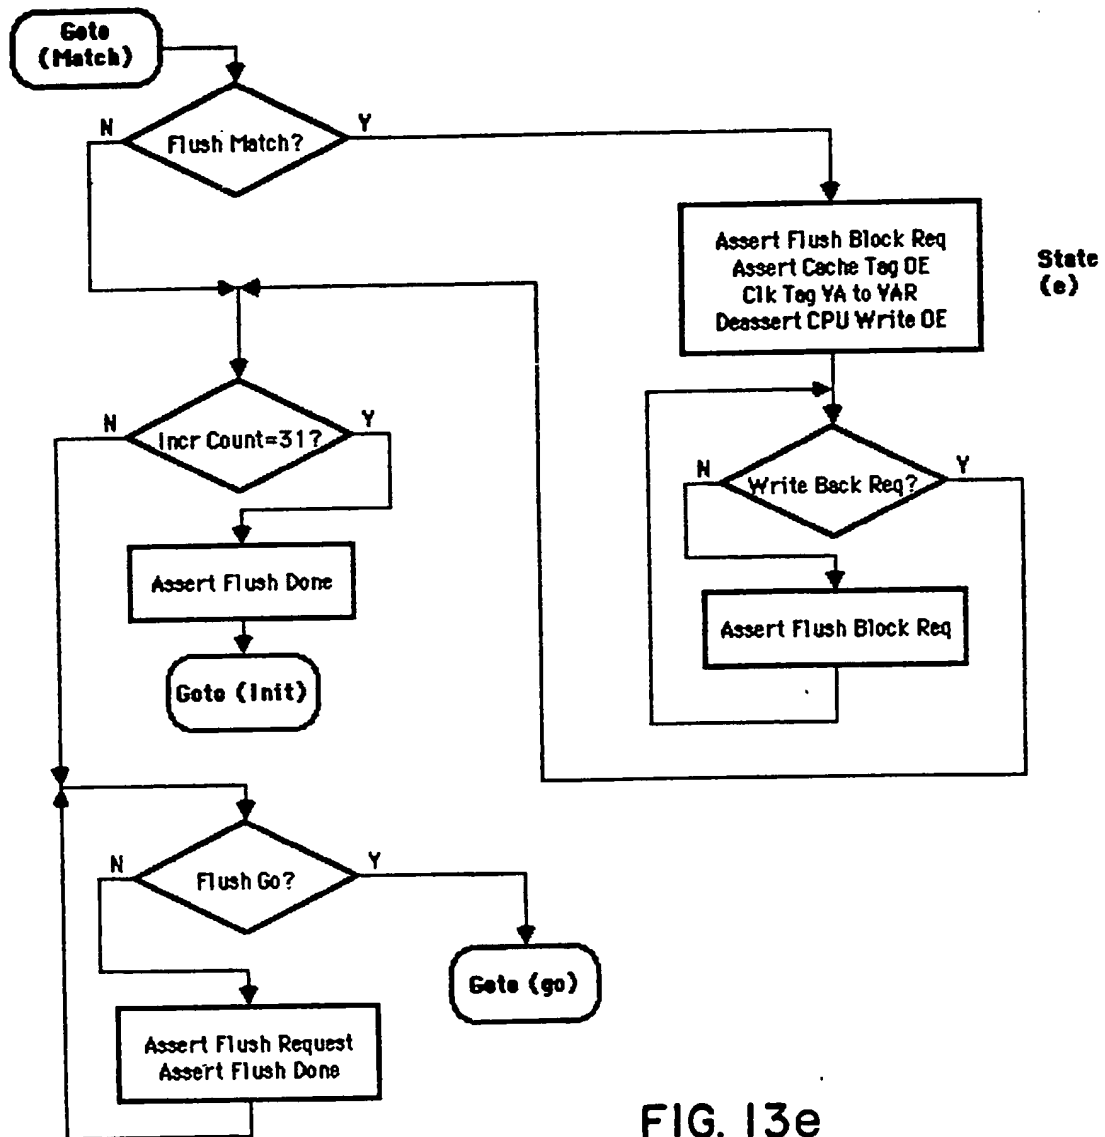 Goto
(Match)
N
Flush Match?
Y
Assert Flush Block Req
Assert Cache Tag OE
Clk Tag VA to VAR
Deassert CPU Write OE
State
(e)
N
Incr Count=31?
Y
N
Write Back Req?
Y
Assert Flush Done
Assert Flush Block Req
Goto (Init)
N
Flush Go?
Y
Goto (go)
Assert Flush Request
Assert Flush Done
FIG. 13e